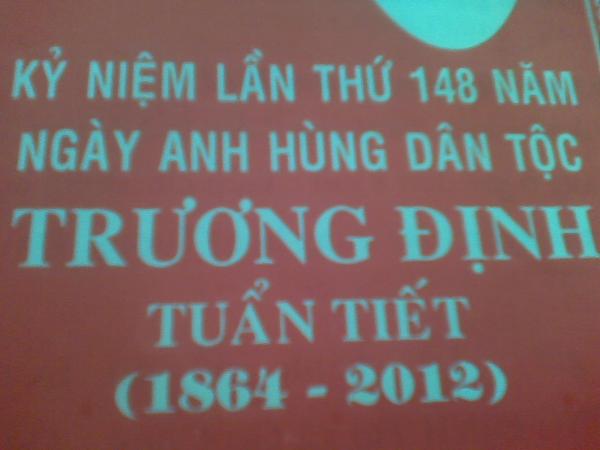 KỶ NIỆM LẦN THỨ 148 NĂM
NGÀY ANH HÙNG DÂN TỘC
TRƯƠNG ĐỊNH
TUẨN TIẾT
(1864 - 2012)